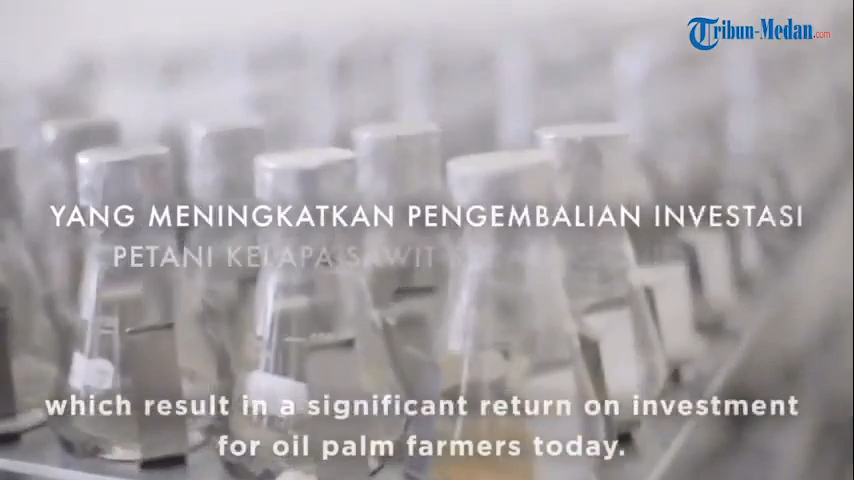 Tribun-Medan.com
YANG MENINGKATKAN PENGEMBALIAN INVESTASI
PETANI KELAPA SAWIT
which result in a significant return on investment
for oil palm farmers today.